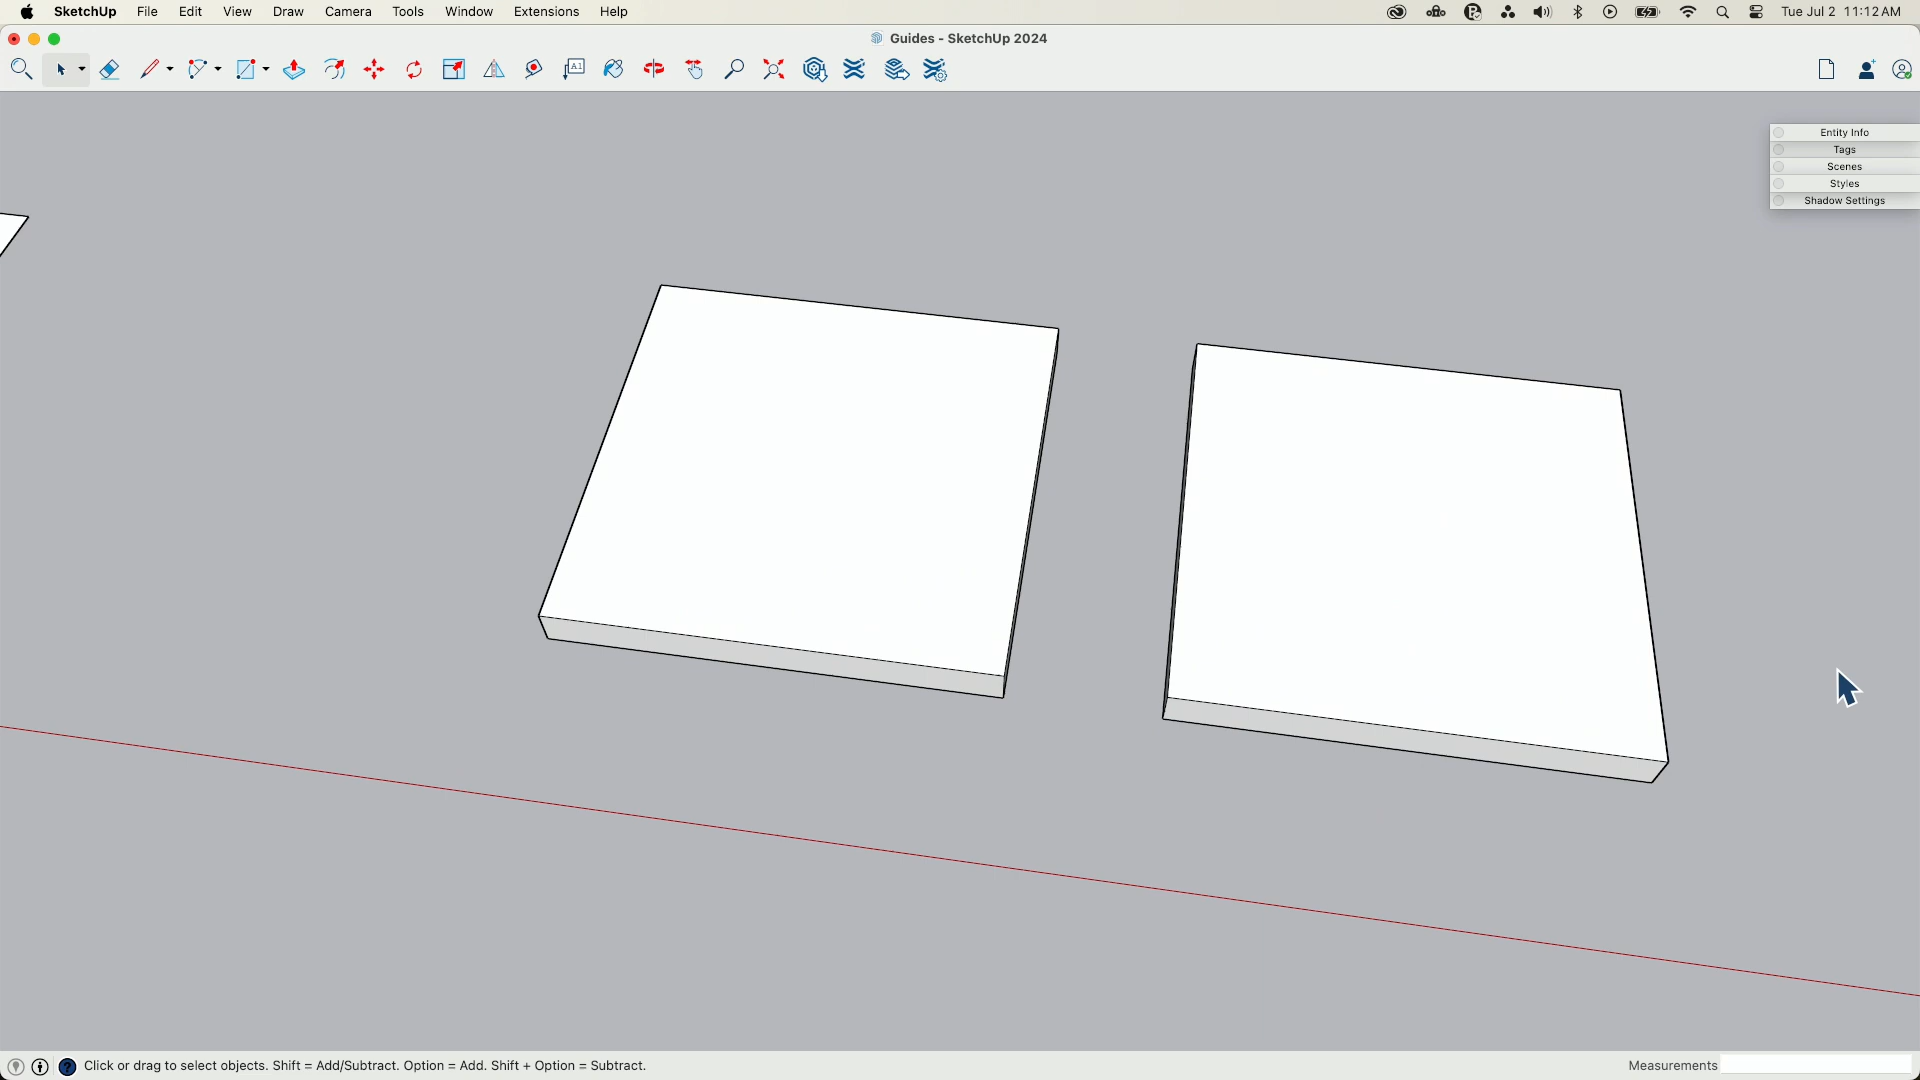 SketchUp File Edit View Draw Camera Tools Window Extensions Help Tue Jul 2 11:12 AM
Guides - SketchUp 2024
A1
Entity Info
Tags
Scenes
Styles
Shadow Settings
Click or drag to select objects. Shift = Add/Subtract. Option = Add. Shift + Option = Subtract. Measurements